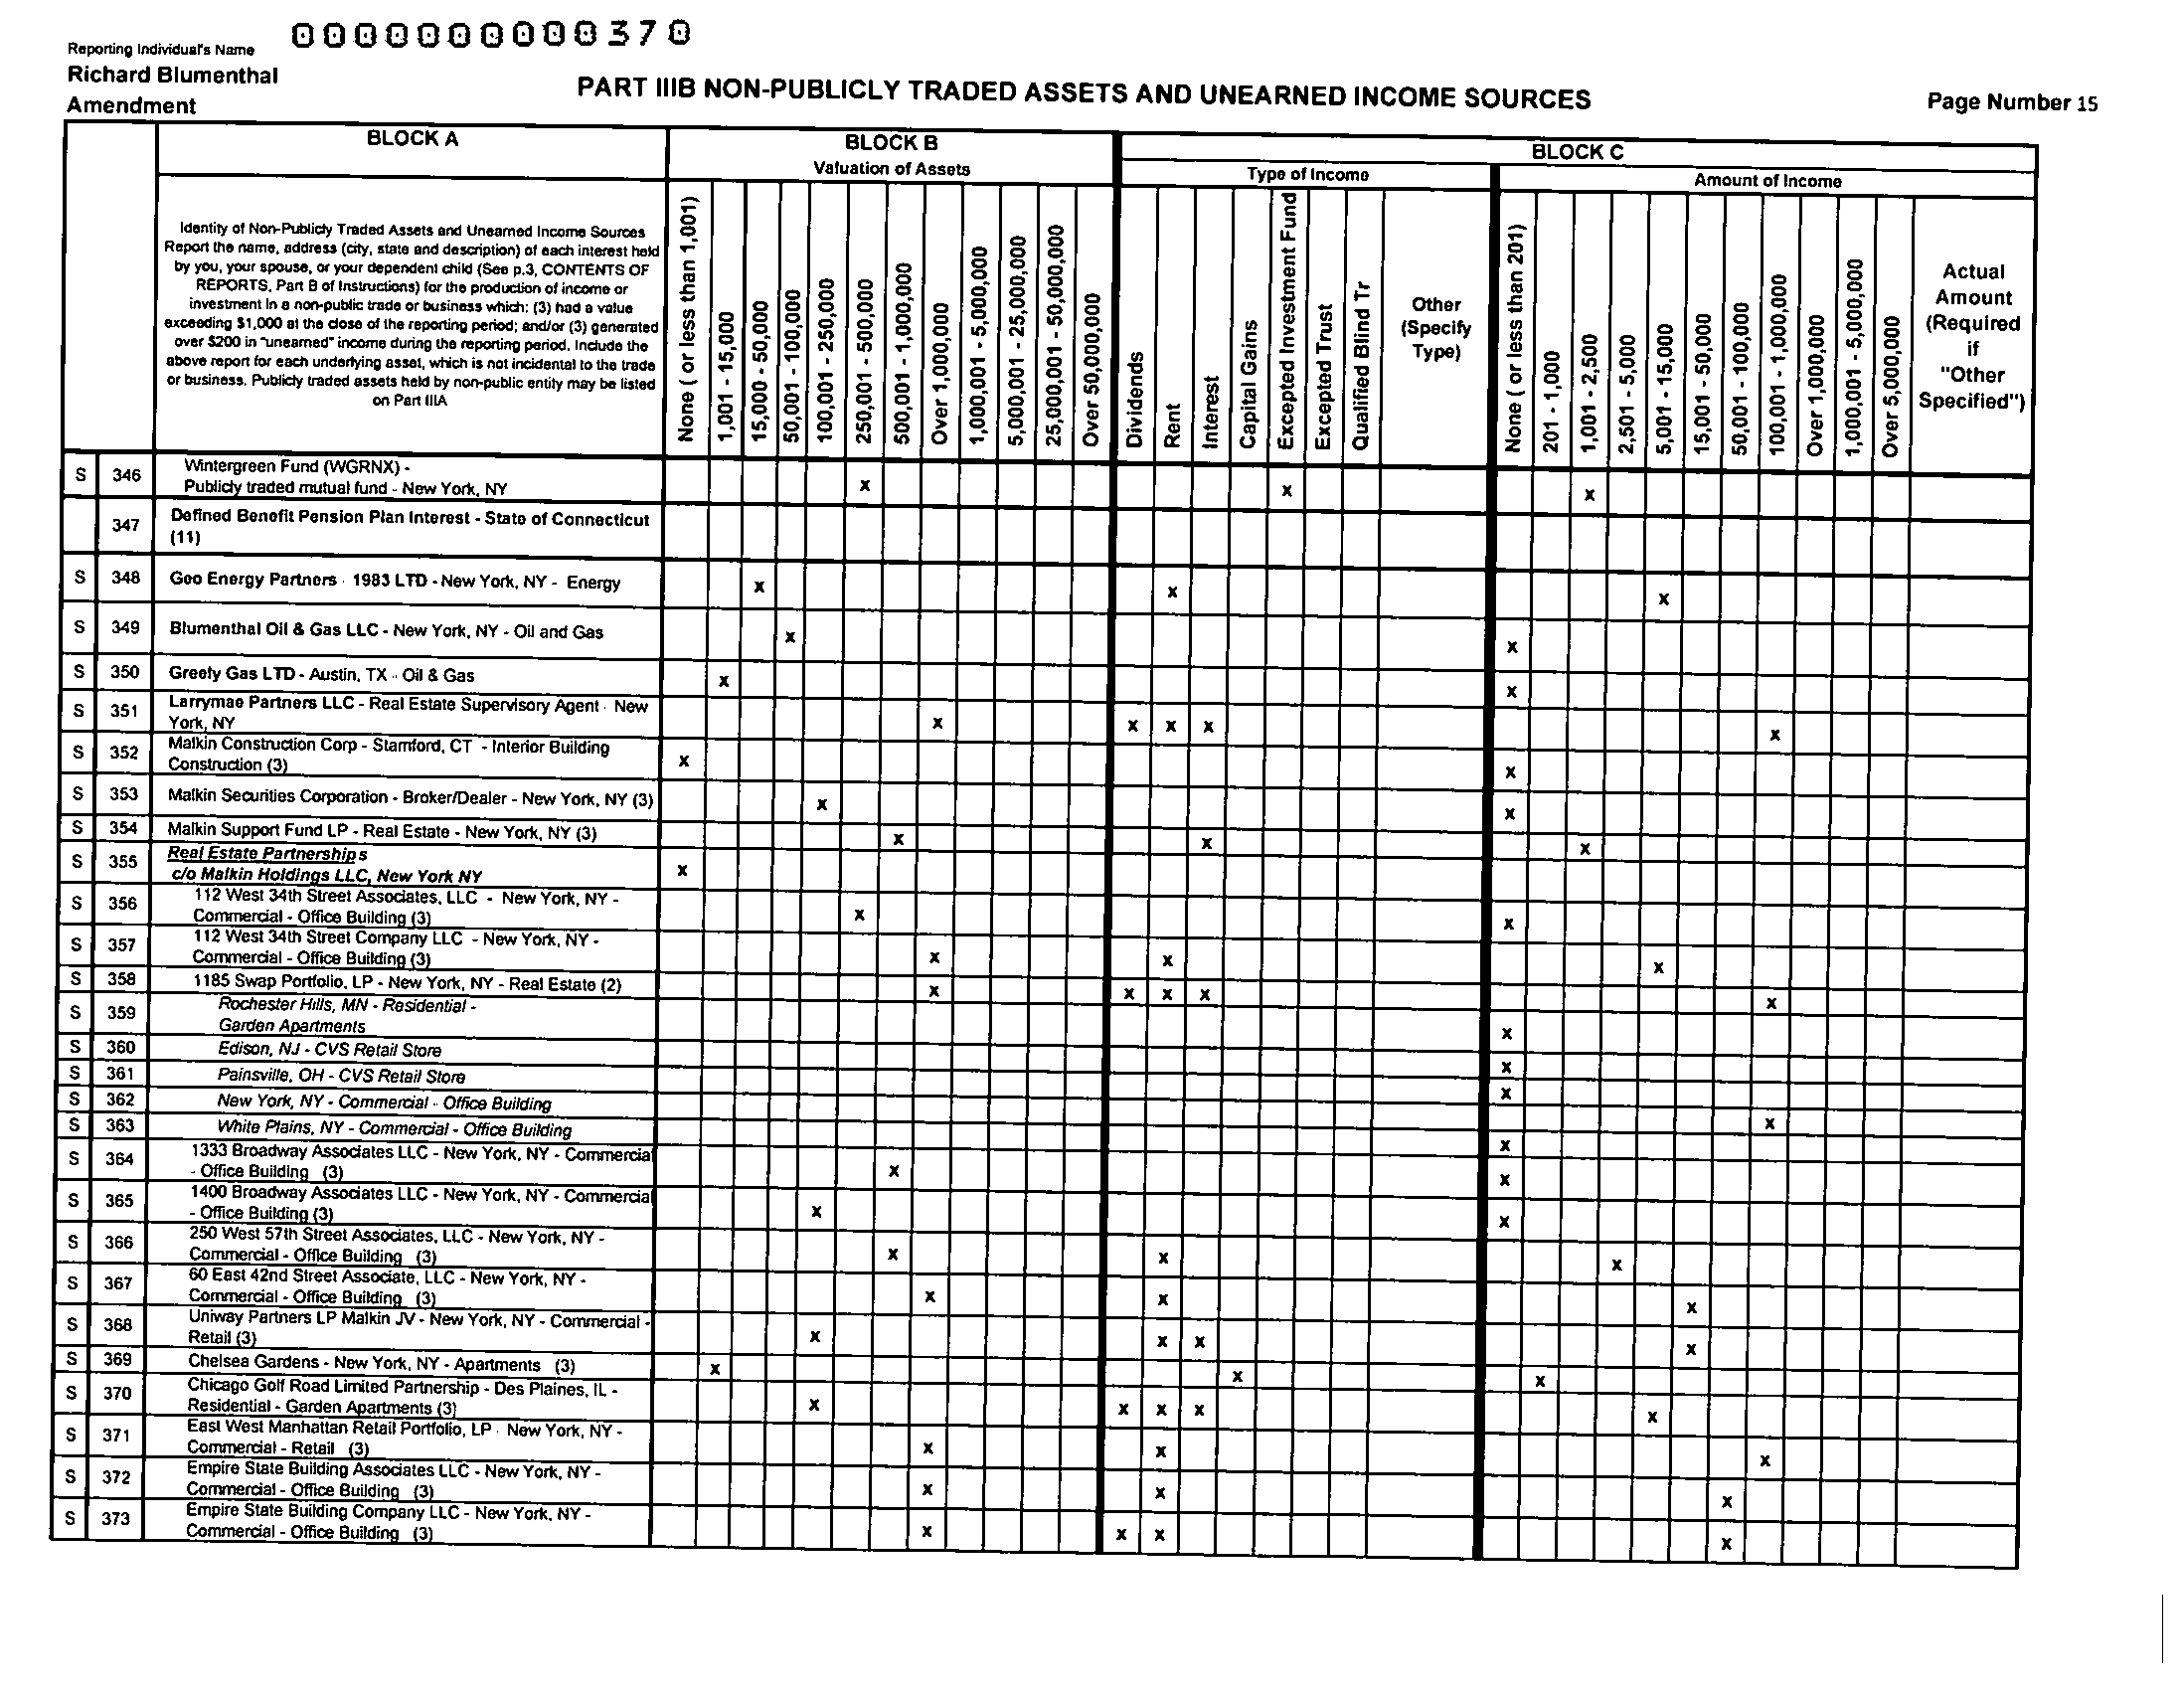 0000000000370
Reporting Individual's Name
Richard Blumenthal
Amendment
PART IIIB NON-PUBLICLY TRADED ASSETS AND UNEARNED INCOME SOURCES
Page Number 15
BLOCK A
BLOCK B
BLOCK C
Valuation of Assets
Type of Income
Amount of Income
Identity of Non-Publicly Traded Assets and Unearned Income Sources
Report the name, address (city, state and description) of each interest held
by you, your spouse, or your dependent child (See p.3, CONTENTS OF
REPORTS, Part B of Instructions) for the production of income or
investment in a non-public trade or business which: (3) had a value
exceeding $1,000 at the close of the reporting period; and/or (3) generated
over $200 in "unearned" income during the reporting period. Include the
above report for each underlying asset, which is not incidental to the trade
or business. Publicly traded assets held by non-public entity may be listed
on Part IIIA
None ( or less than 1,001)
1,001 - 15,000
15,000 - 50,000
50,001 - 100,000
100,001 - 250,000
250,001 - 500,000
500,001 - 1,000,000
Over 1,000,000
1,000,001 - 5,000,000
5,000,001 - 25,000,000
25,000,001 - 50,000,000
Over 50,000,000
Dividends
Rent
Interest
Capital Gains
Excepted Investment Fund
Excepted Trust
Qualified Blind Tr
Other
(Specify
Type)
None ( or less than 201)
201 - 1,000
1,001 - 2,500
2,501 - 5,000
5,001 - 15,000
15,001 - 50,000
50,001 - 100,000
100,001 - 1,000,000
Over 1,000,000
1,000,001 - 5,000,000
Over 5,000,000
Actual
Amount
(Required
if
"Other
Specified")
S 346 Wintergreen Fund (WGRNX) -
Publicly traded mutual fund - New York, NY x x x
347 Defined Benefit Pension Plan Interest - State of Connecticut
(11)
S 348 Geo Energy Partners - 1983 LTD - New York, NY - Energy x x x
S 349 Blumenthal Oil & Gas LLC - New York, NY - Oil and Gas x x
S 350 Greety Gas LTD - Austin, TX - Oil & Gas x x
S 351 Larrymae Partners LLC - Real Estate Supervisory Agent - New
York, NY x x x x x
S 352 Malkin Construction Corp - Stamford, CT - Interior Building
Construction (3) x x
S 353 Malkin Securities Corporation - Broker/Dealer - New York, NY (3) x x
S 354 Malkin Support Fund LP - Real Estate - New York, NY (3) x x x
S 355 Real Estate Partnerships
c/o Malkin Holdings LLC, New York NY x
S 356 112 West 34th Street Associates, LLC - New York, NY -
Commercial - Office Building (3) x x
S 357 112 West 34th Street Company LLC - New York, NY -
Commercial - Office Building (3) x x x
S 358 1185 Swap Portfolio, LP - New York, NY - Real Estate (2) x x x x x
S 359 Rochester Hills, MN - Residential -
Garden Apartments x
S 360 Edison, NJ - CVS Retail Store x
S 361 Painsville, OH - CVS Retail Store x
S 362 New York, NY - Commercial - Office Building x
S 363 White Plains, NY - Commercial - Office Building x
S 364 1333 Broadway Associates LLC - New York, NY - Commercial
- Office Building (3) x x
S 365 1400 Broadway Associates LLC - New York, NY - Commercial
- Office Building (3) x x
S 366 250 West 57th Street Associates, LLC - New York, NY -
Commercial - Office Building (3) x x x
S 367 60 East 42nd Street Associate, LLC - New York, NY -
Commercial - Office Building (3) x x x
S 368 Uniway Partners LP Malkin JV - New York, NY - Commercial -
Retail (3) x x x x
S 369 Chelsea Gardens - New York, NY - Apartments (3) x x x
S 370 Chicago Golf Road Limited Partnership - Des Plaines, IL -
Residential - Garden Apartments (3) x x x x x
S 371 East West Manhattan Retail Portfolio, LP - New York, NY -
Commercial - Retail (3) x x x
S 372 Empire State Building Associates LLC - New York, NY -
Commercial - Office Building (3) x x x
S 373 Empire State Building Company LLC - New York, NY -
Commercial - Office Building (3) x x x x